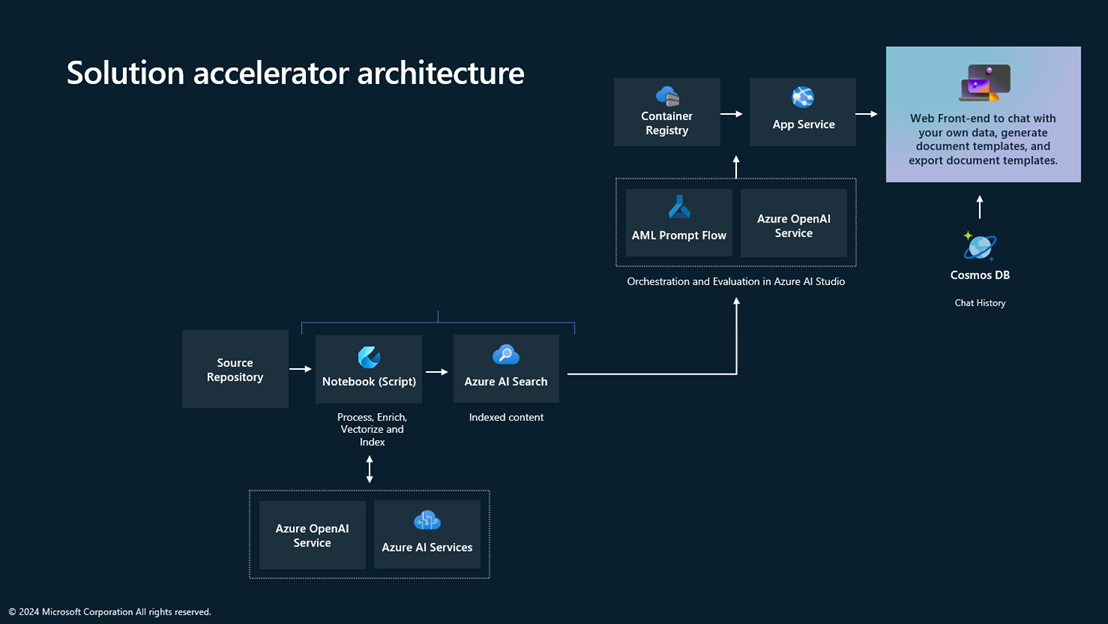 Solution accelerator architecture
Container
Registry
App Service
Web Front-end to chat with
your own data, generate
document templates, and
export document templates.
AML Prompt Flow
Azure OpenAI
Service
Orchestration and Evaluation in Azure AI Studio
Cosmos DB
Chat History
Source
Repository
Notebook (Script)
Azure AI Search
Process, Enrich,
Vectorize and
Index
Indexed content
Azure OpenAI
Service
Azure AI Services
© 2024 Microsoft Corporation All rights reserved.